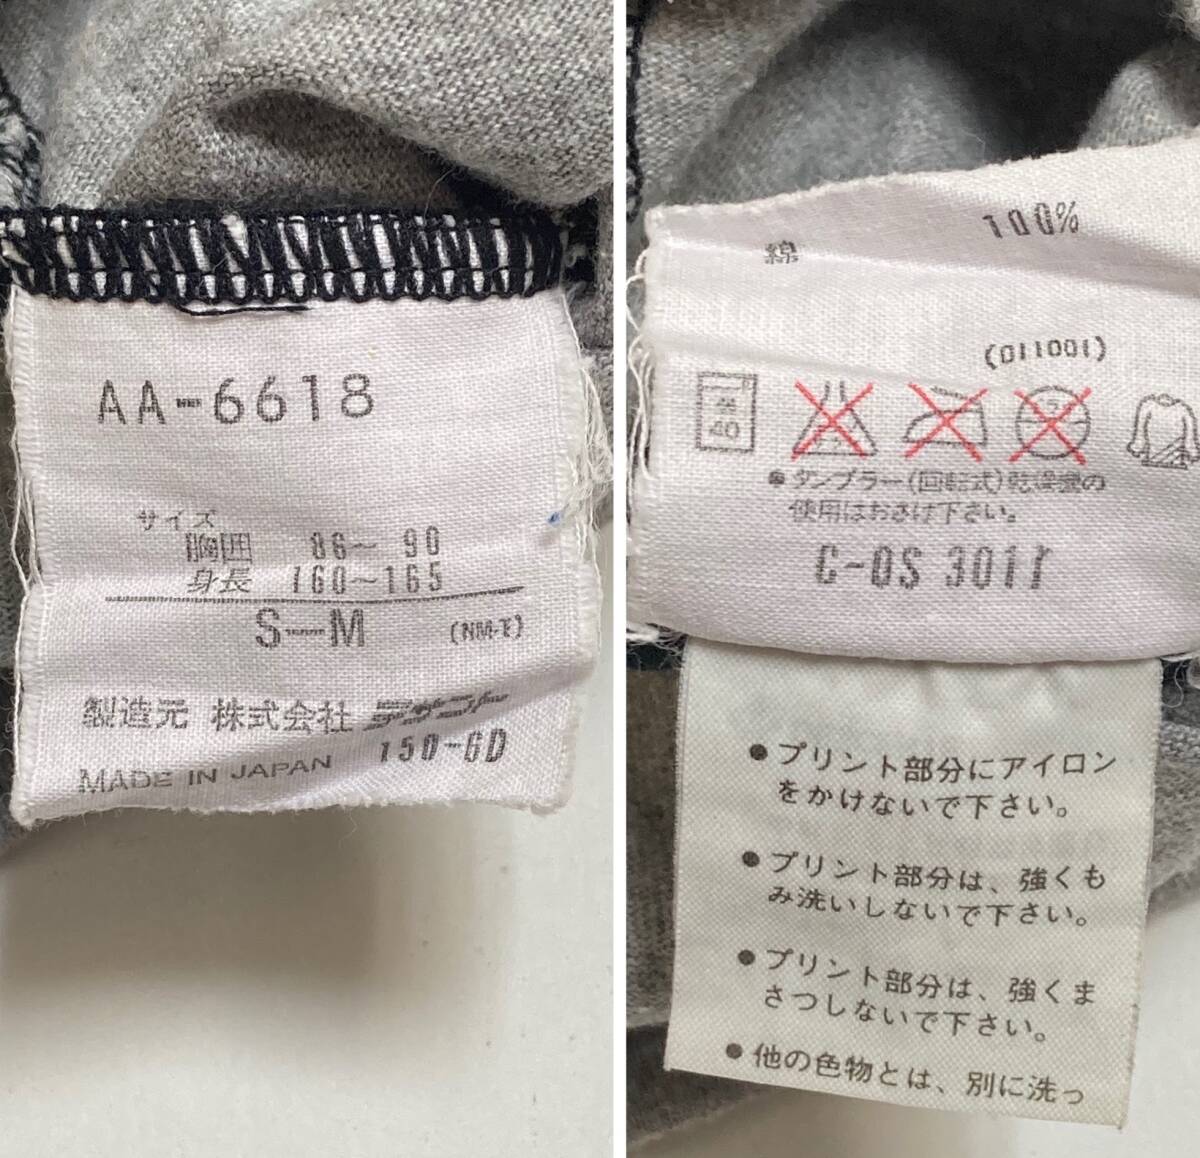 AA-6618
サイズ
胸囲 86〜 90
身長 160〜165
S—M (NM-T)
製造元 株式会社 デサント
150-GD
MADE IN JAPAN
綿 100%
(011001)
40
● タンブラー(回転式)乾燥機の
使用はおさけ下さい。
C-OS 3011
● プリント部分にアイロン
をかけないで下さい。
● プリント部分は、強くも
み洗いしないで下さい。
● プリント部分は、強くま
さつしないで下さい。
● 他の色物とは、別に洗っ